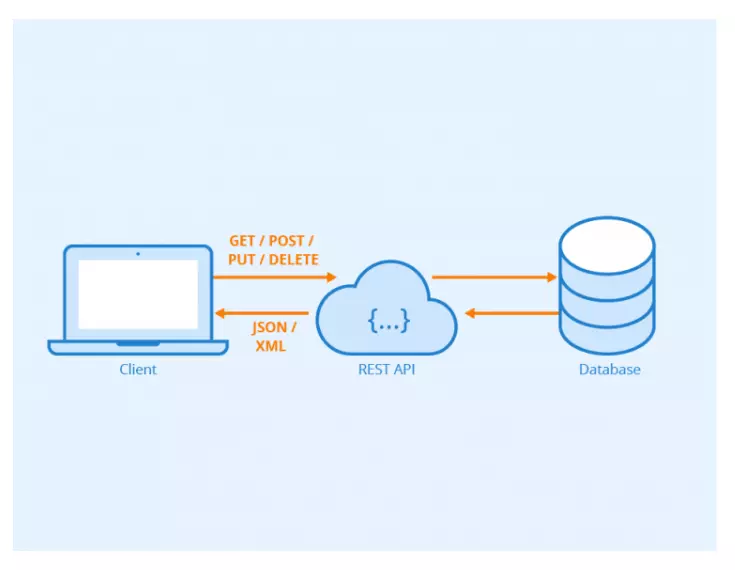 GET / POST /
PUT / DELETE
{...}
JSON /
XML
Client
REST API
Database